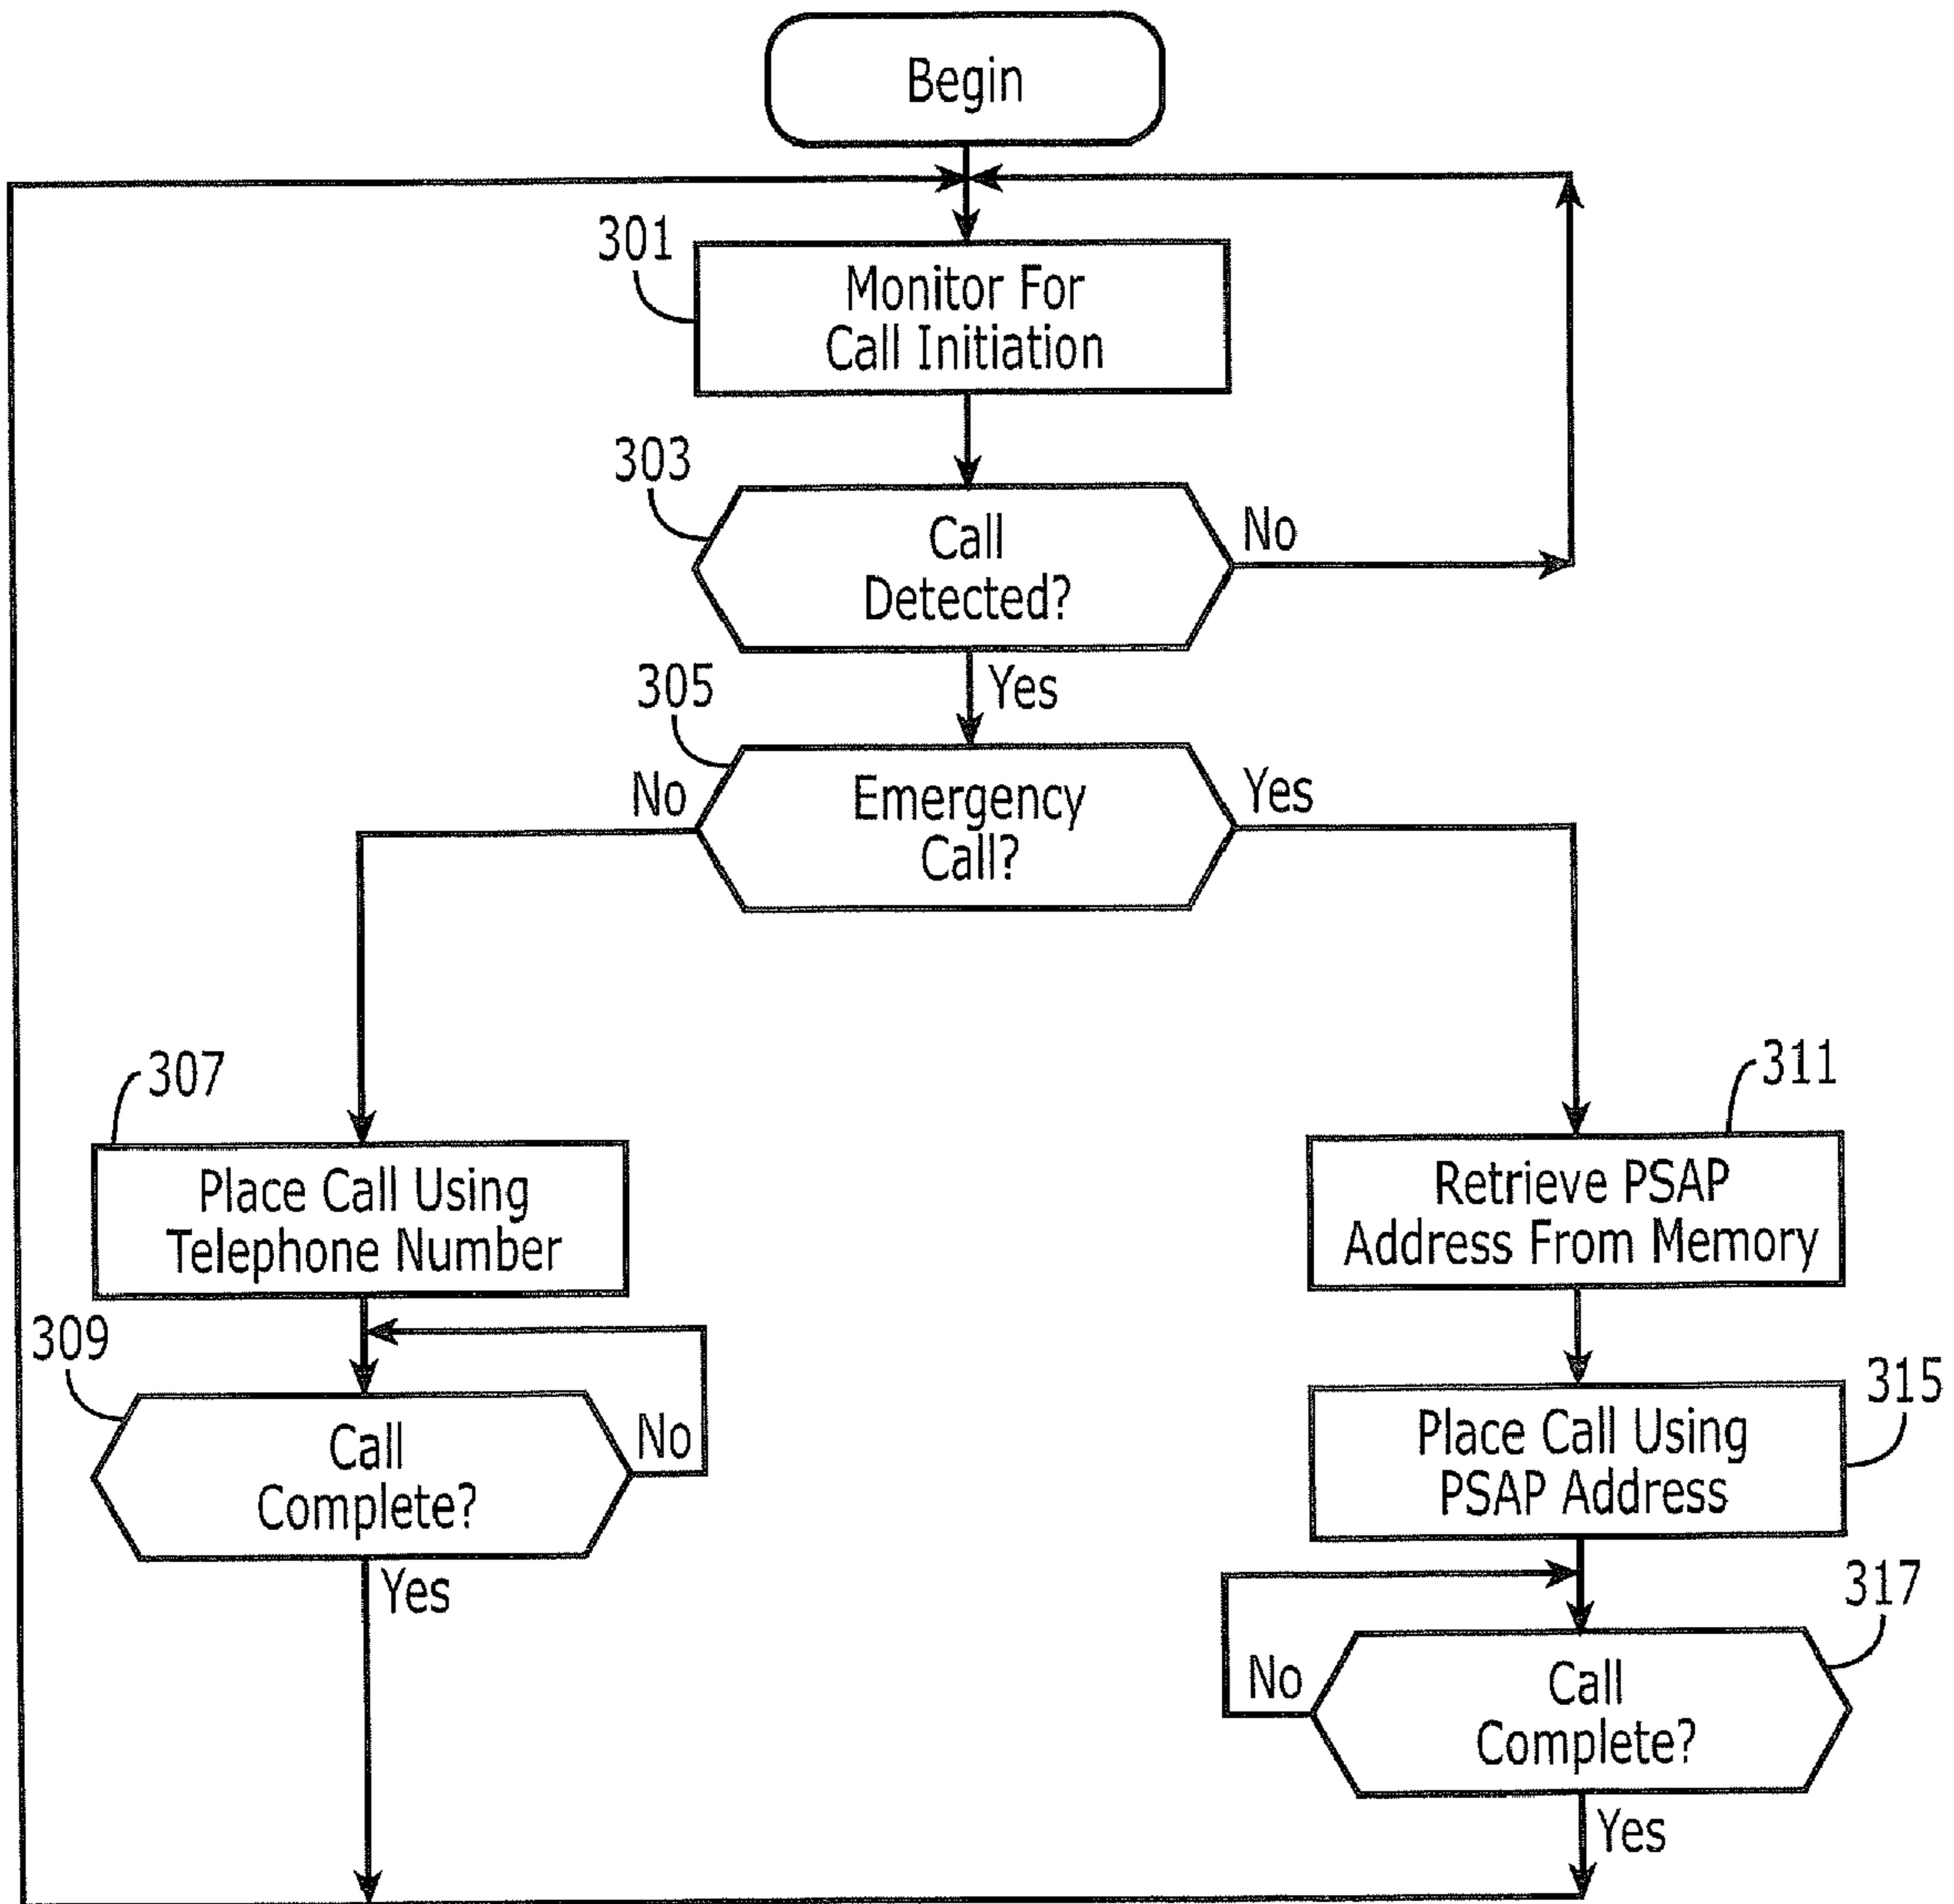 Begin
301
Monitor For
Call Initiation
303
Call
Detected?
No
Yes
305
No
Emergency
Call?
Yes
307
Place Call Using
Telephone Number
309
Call
Complete?
No
Yes
311
Retrieve PSAP
Address From Memory
315
Place Call Using
PSAP Address
317
No
Call
Complete?
Yes